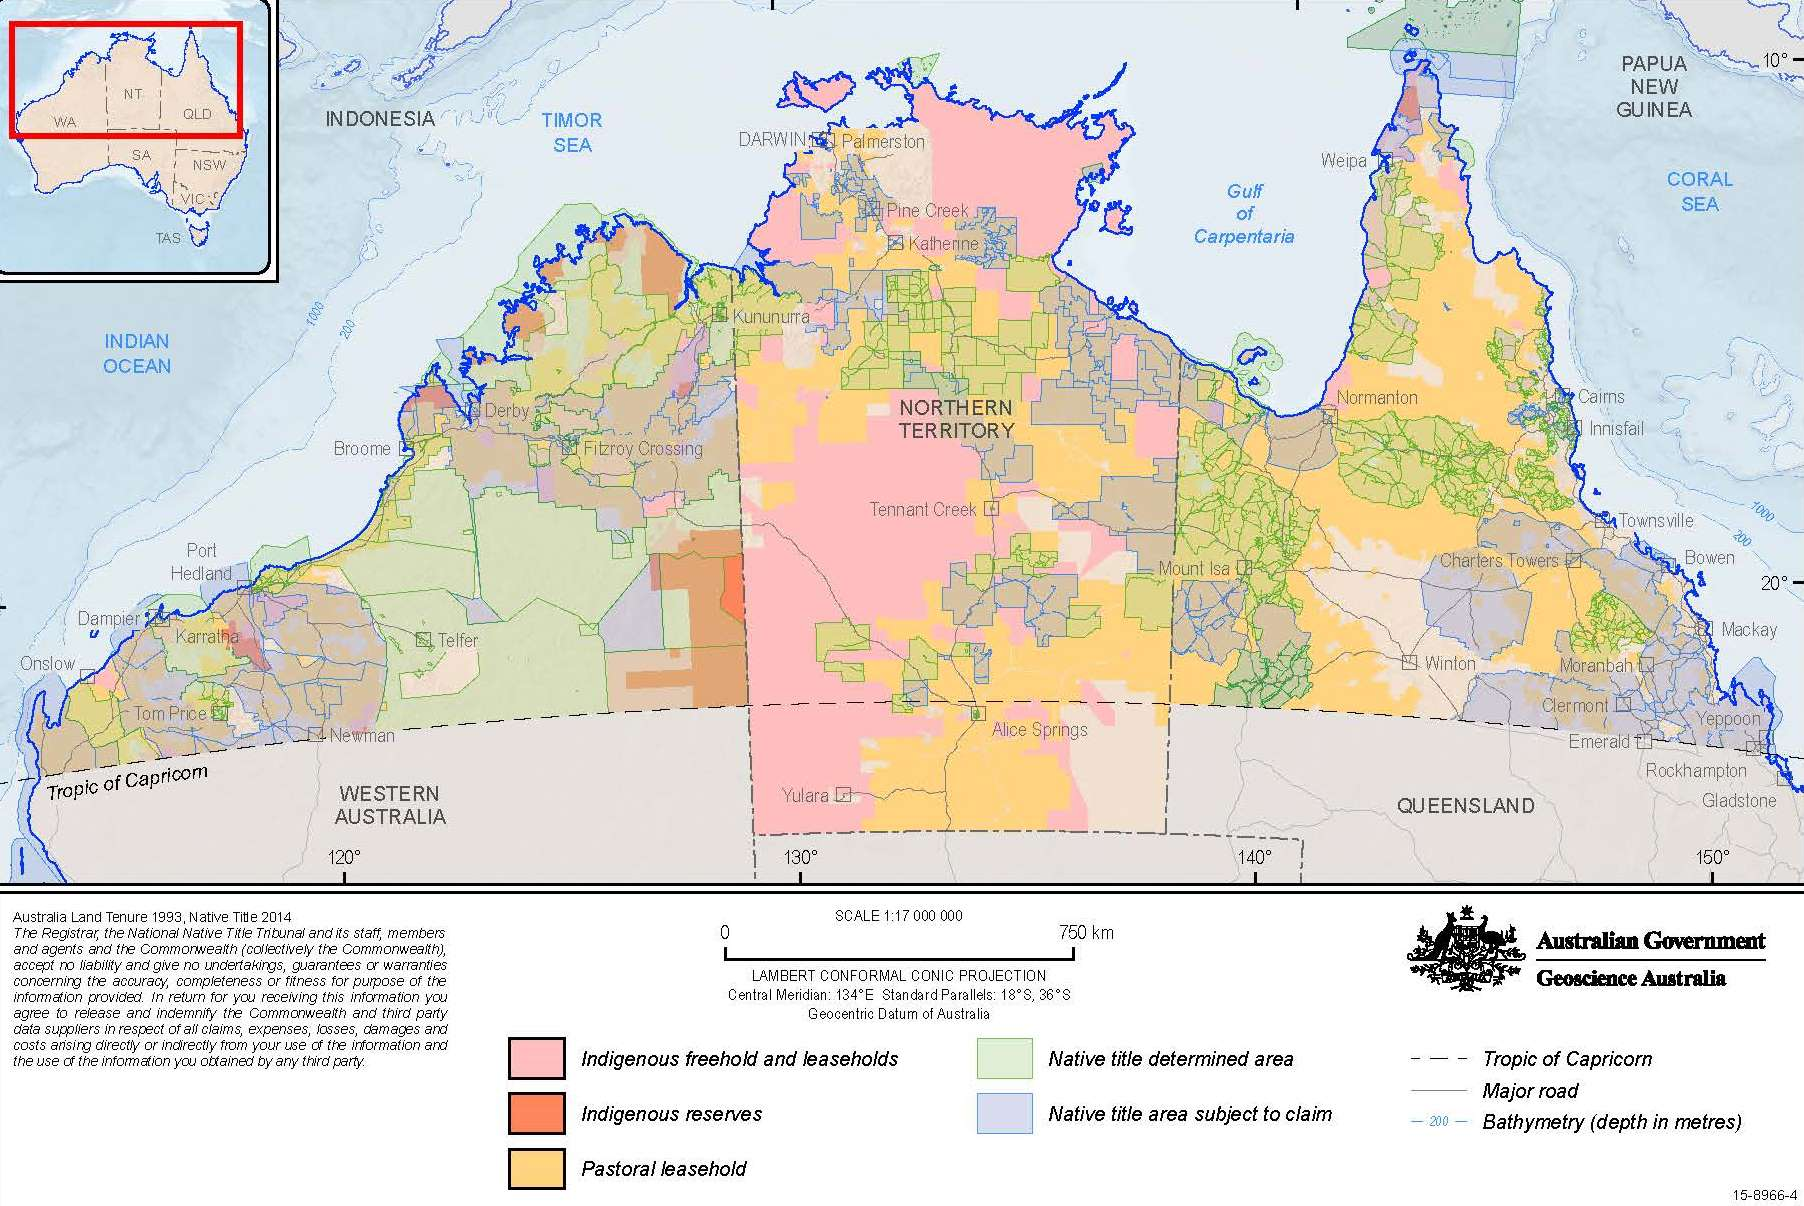 NT
WA
QLD
SA
NSW
VIC
TAS
INDONESIA
TIMOR
SEA
PAPUA
NEW
GUINEA
10°
DARWIN
Palmerston
Weipa
CORAL
SEA
Gulf
of
Carpentaria
Pine Creek
Katherine
1000
200
INDIAN
OCEAN
Kununurra
Derby
Broome
Fitzroy Crossing
NORTHERN
TERRITORY
Normanton
Cairns
Innisfail
Tennant Creek
Townsville
1000
200
Port
Hedland
Mount Isa
Charters Towers
Bowen
20°
Dampier
Karratha
Telfer
Mackay
Onslow
Winton
Moranbah
Tom Price
Newman
Alice Springs
Clermont
Yeppoon
Emerald
Rockhampton
Gladstone
Tropic of Capricorn
WESTERN
AUSTRALIA
Yulara
QUEENSLAND
120°
130°
140°
150°
Australia Land Tenure 1993, Native Title 2014
The Registrar, the National Native Title Tribunal and its staff, members
and agents and the Commonwealth (collectively the Commonwealth),
accept no liability and give no undertakings, guarantees or warranties
concerning the accuracy, completeness or fitness for purpose of the
information provided. In return for you receiving this information you
agree to release and indemnify the Commonwealth and third party
data suppliers in respect of all claims, expenses, losses, damages and
costs arising directly or indirectly from your use of the information and
the use of the information you obtained by any third party.
SCALE 1:17 000 000
0 750 km
LAMBERT CONFORMAL CONIC PROJECTION
Central Meridian: 134°E Standard Parallels: 18°S, 36°S
Geocentric Datum of Australia
Australian Government
Geoscience Australia
Indigenous freehold and leaseholds
Indigenous reserves
Pastoral leasehold
Native title determined area
Native title area subject to claim
Tropic of Capricorn
Major road
200 Bathymetry (depth in metres)
15-8966-4